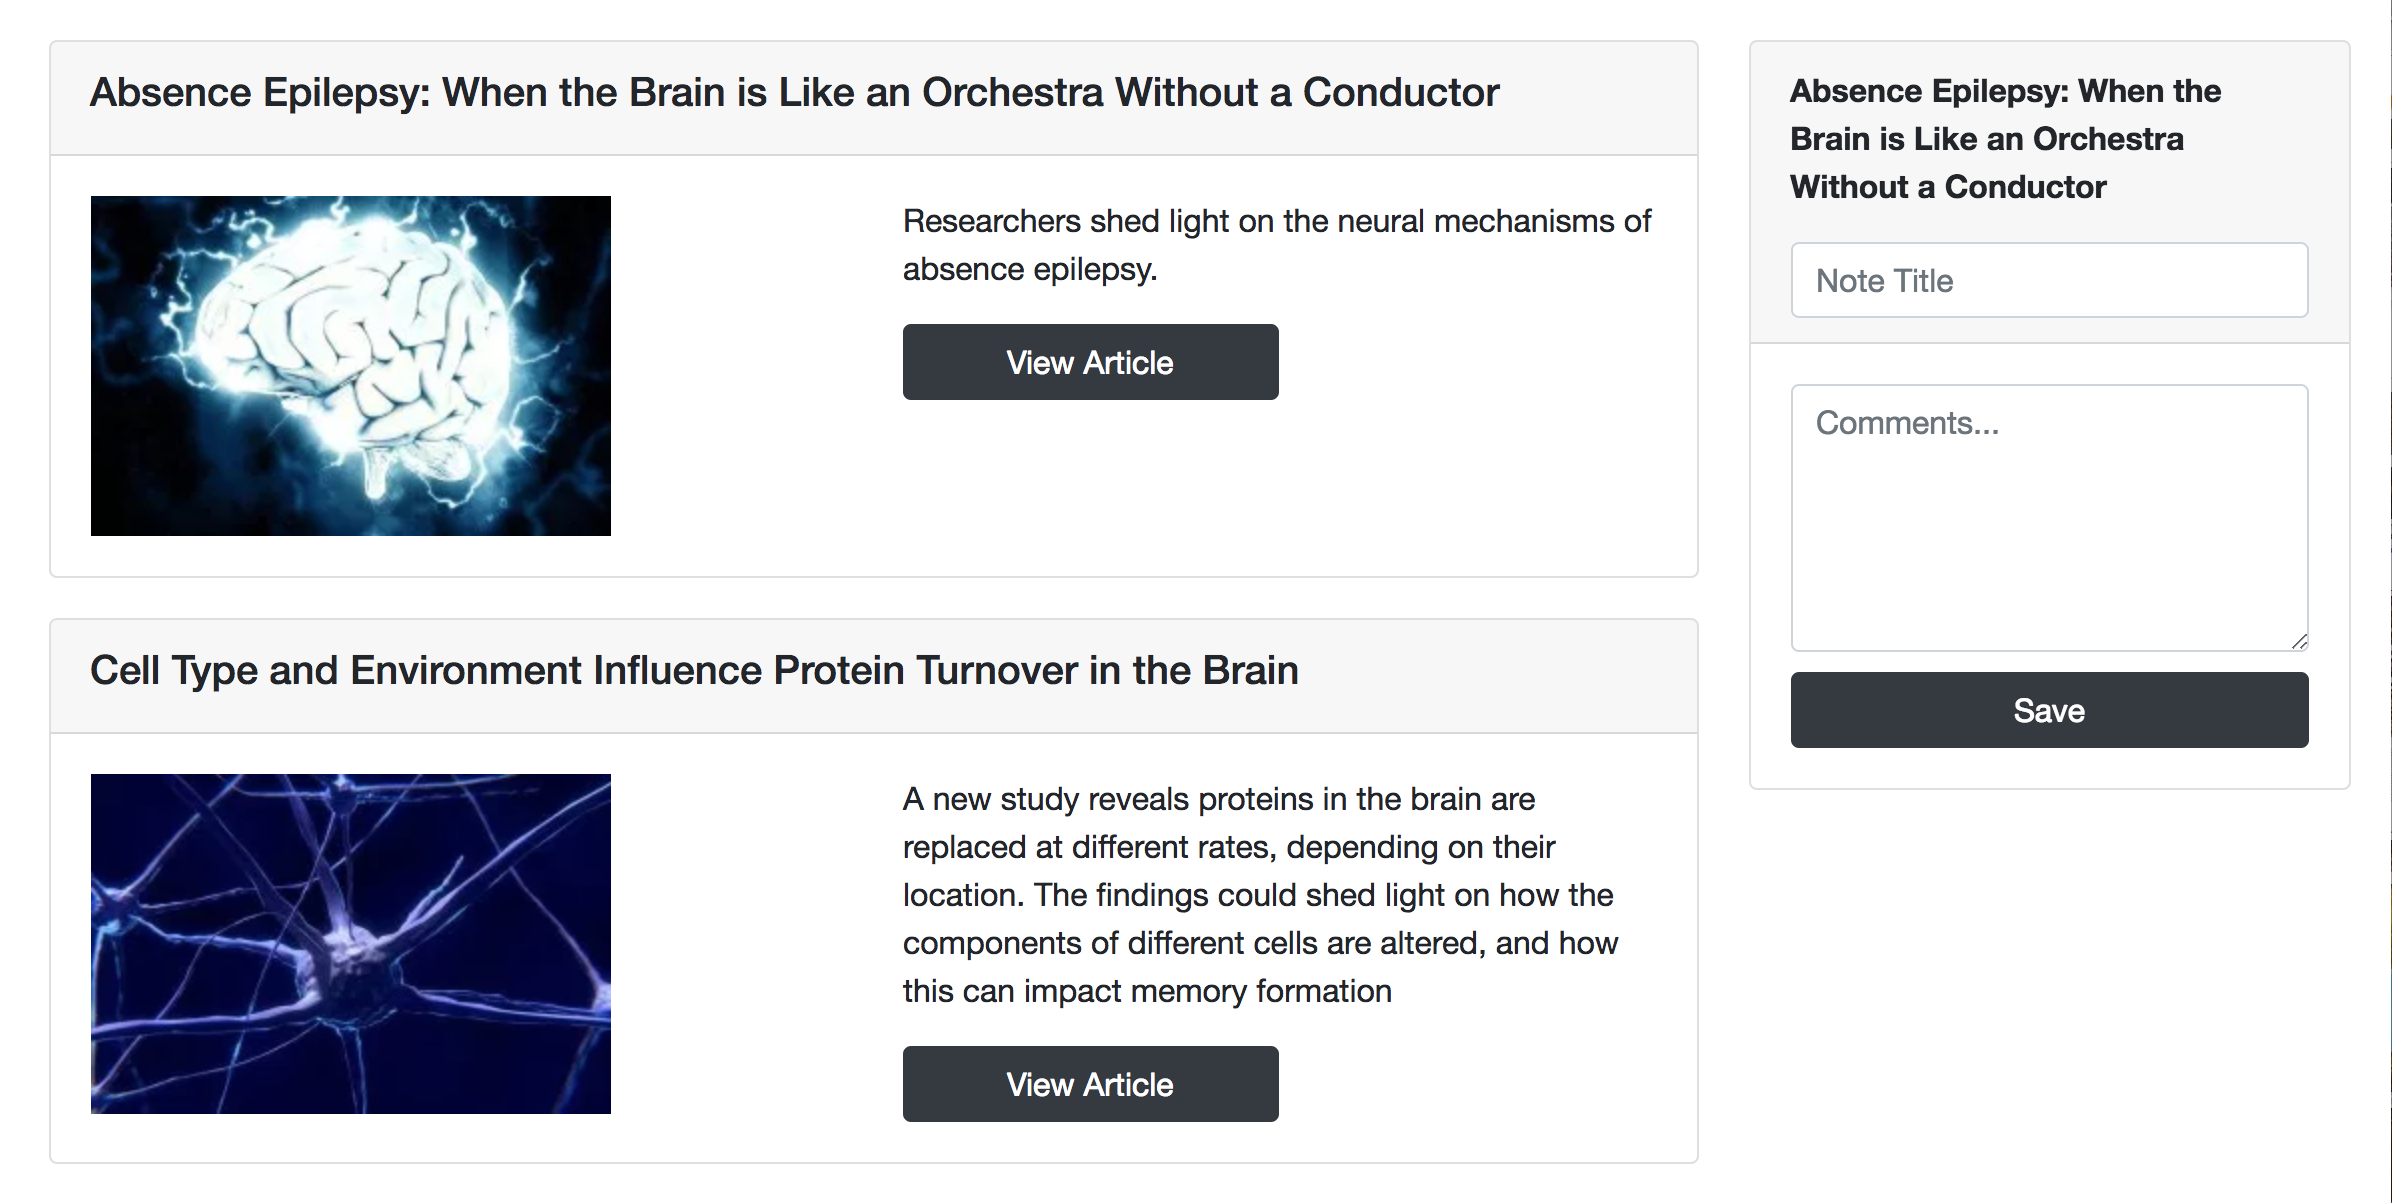 Absence Epilepsy: When the Brain is Like an Orchestra Without a Conductor
Researchers shed light on the neural mechanisms of
absence epilepsy.
View Article
Cell Type and Environment Influence Protein Turnover in the Brain
A new study reveals proteins in the brain are
replaced at different rates, depending on their
location. The findings could shed light on how the
components of different cells are altered, and how
this can impact memory formation
View Article
Absence Epilepsy: When the
Brain is Like an Orchestra
Without a Conductor
Note Title
Comments...
Save